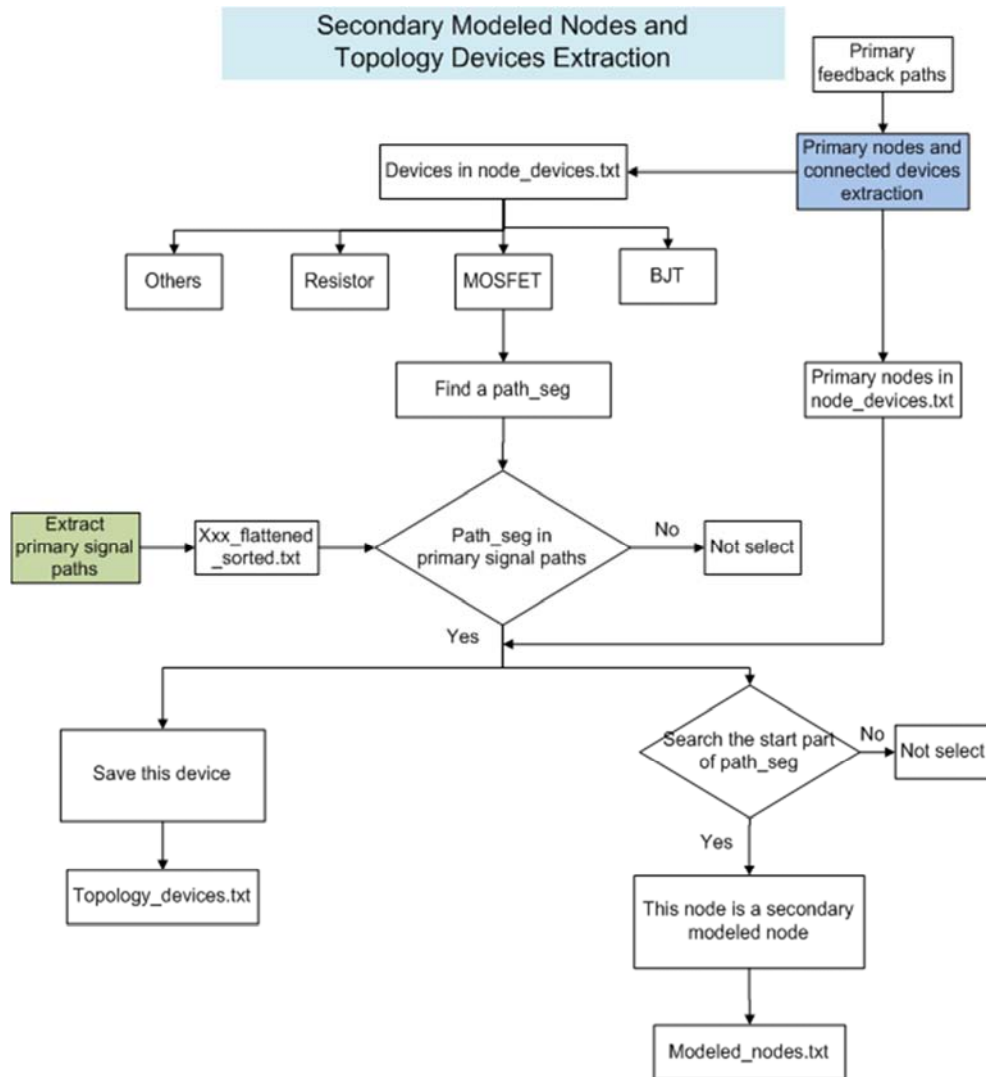 Secondary Modeled Nodes and
Topology Devices Extraction
Primary
feedback paths
Primary nodes and
connected devices
extraction
Devices in node_devices.txt
Others
Resistor
MOSFET
BJT
Find a path_seg
Primary nodes in
node_devices.txt
Extract
primary signal
paths
Xxx_flattened
_sorted.txt
Path_seg in
primary signal paths
No
Not select
Yes
Save this device
Search the start part
of path_seg
No
Not select
Yes
Topology_devices.txt
This node is a secondary
modeled node
Modeled_nodes.txt